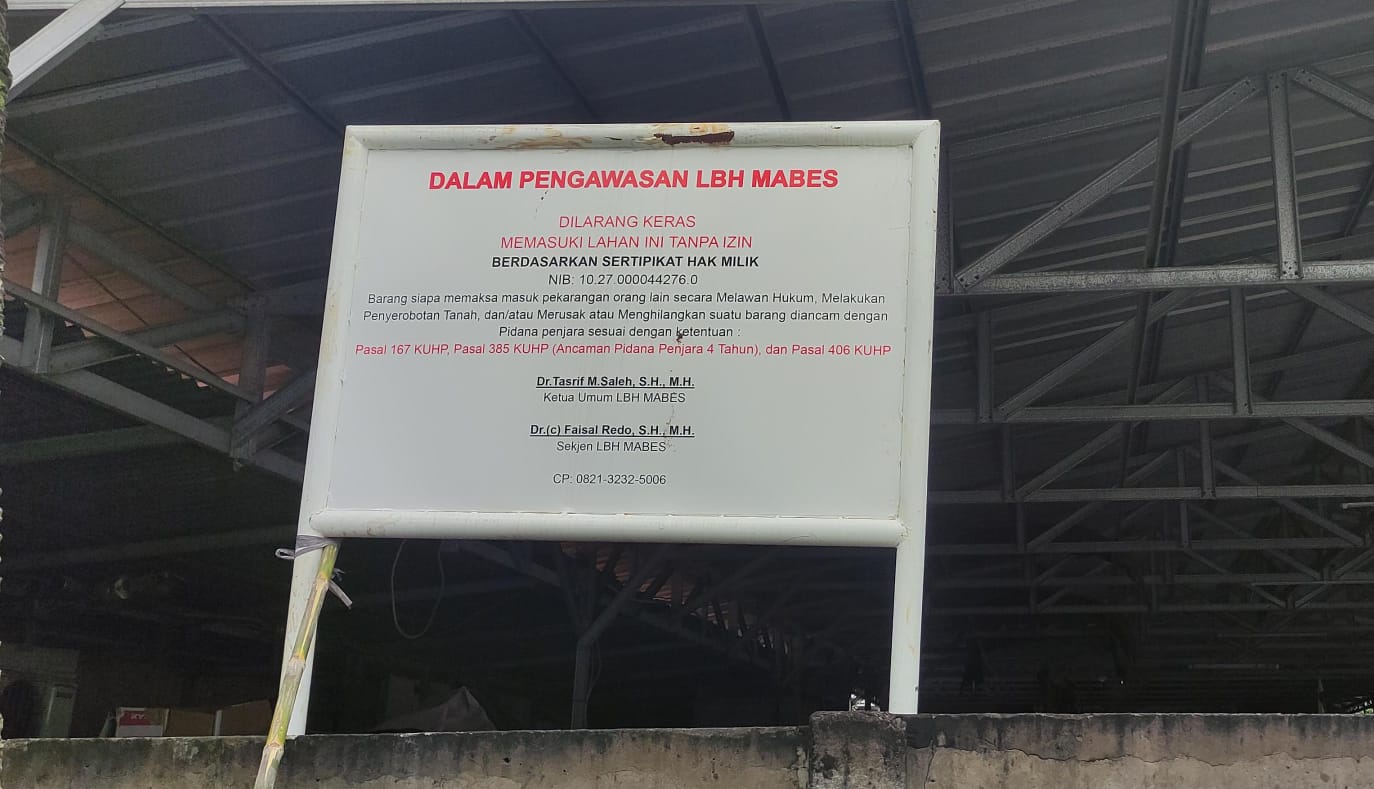 DALAM PENGAWASAN LBH MABES
DILARANG KERAS
MEMASUKI LAHAN INI TANPA IZIN
BERDASARKAN SERTIPIKAT HAK MILIK
NIB: 10.27.000044276.0
Barang siapa memaksa masuk pekarangan orang lain secara Melawan Hukum, Melakukan
Penyerobotan Tanah, dan/atau Merusak atau Menghilangkan suatu barang diancam dengan
Pidana penjara sesuai dengan ketentuan :
Pasal 167 KUHP, Pasal 385 KUHP (Ancaman Pidana Penjara 4 Tahun), dan Pasal 406 KUHP
Dr.Tasrif M.Saleh, S.H., M.H.
Ketua Umum LBH MABES
Dr.(c) Faisal Redo, S.H., M.H.
Sekjen LBH MABES
CP: 0821-3232-5006